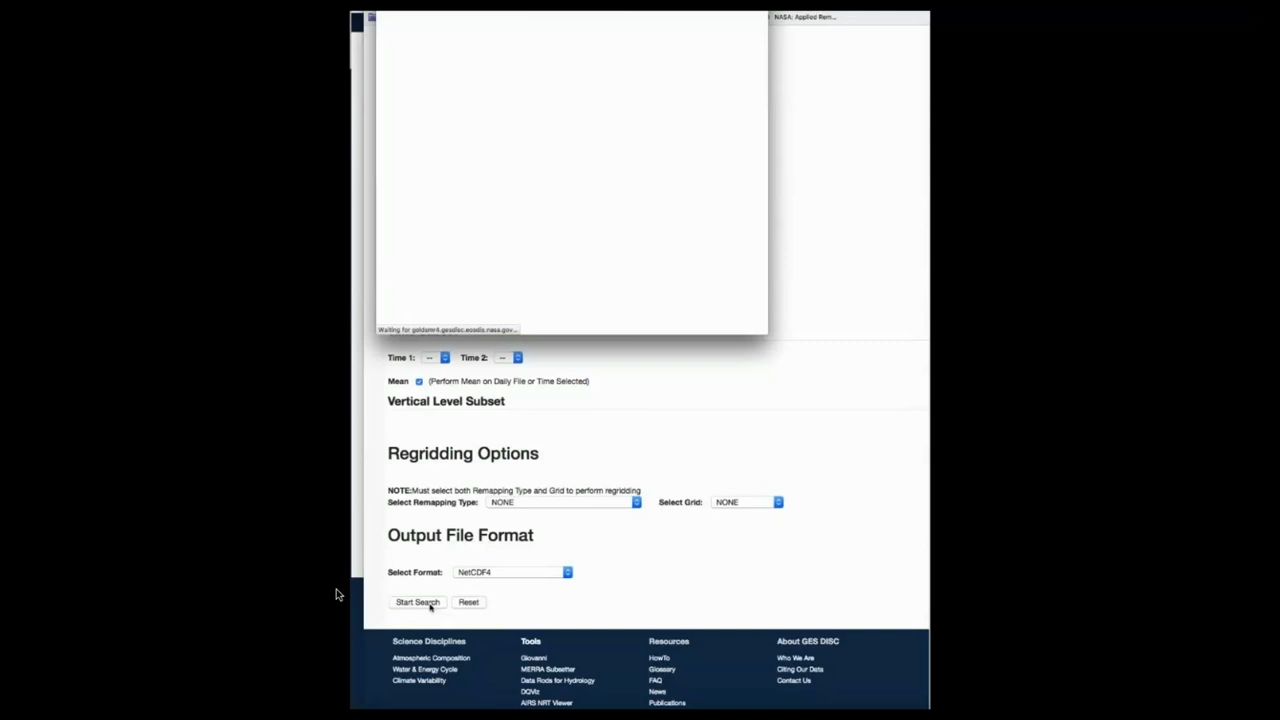 NASA: Applied Rem...
Waiting for goldsmr4.gesdisc.eosdis.nasa.gov...
Time 1: -- Time 2: --
Mean (Perform Mean on Daily File or Time Selected)
Vertical Level Subset
Regridding Options
NOTE:Must select both Remapping Type and Grid to perform regridding
Select Remapping Type: NONE Select Grid: NONE
Output File Format
Select Format: NetCDF4
Start Search Reset
Science Disciplines Tools Resources About GES DISC
Atmospheric Composition Giovanni HowTo Who We Are
Water & Energy Cycle MERRA Subsetter Glossary Citing Our Data
Climate Variability Data Rods for Hydrology FAQ Contact Us
DQViz News
AIRS NRT Viewer Publications